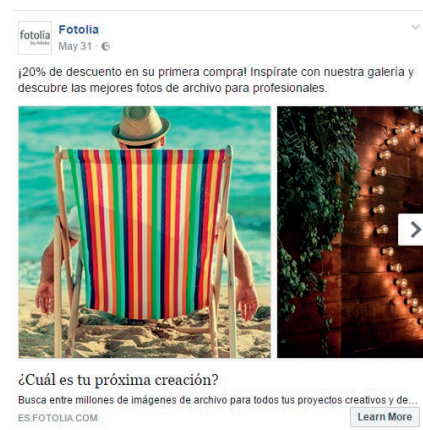 fotolia
by Adobe
Fotolia
May 31 ·
¡20% de descuento en su primera compra! Inspírate con nuestra galería y
descubre las mejores fotos de archivo para profesionales.
¿Cuál es tu próxima creación?
Busca entre millones de imágenes de archivo para todos tus proyectos creativos y de...
ES.FOTOLIA.COM
Learn More